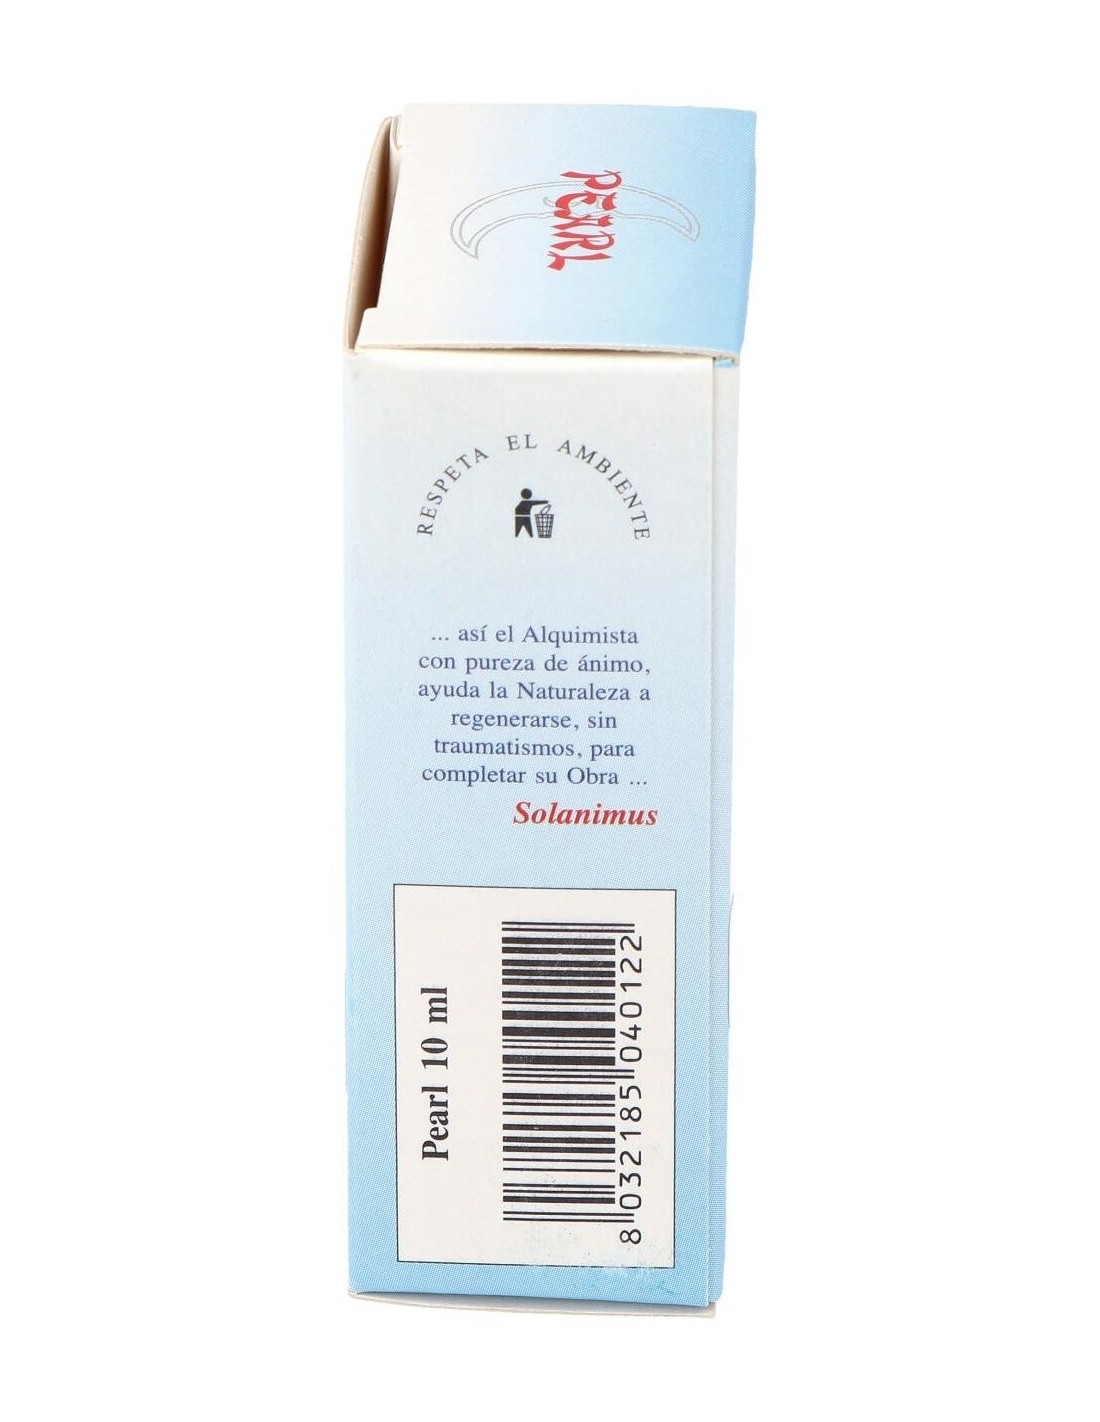 PEARL
RESPETA EL AMBIENTE
... así el Alquimista
con pureza de ánimo,
ayuda la Naturaleza a
regenerarse, sin
traumatismos, para
completar su Obra ...
Solanimus
Pearl 10 ml
8 032185 040122